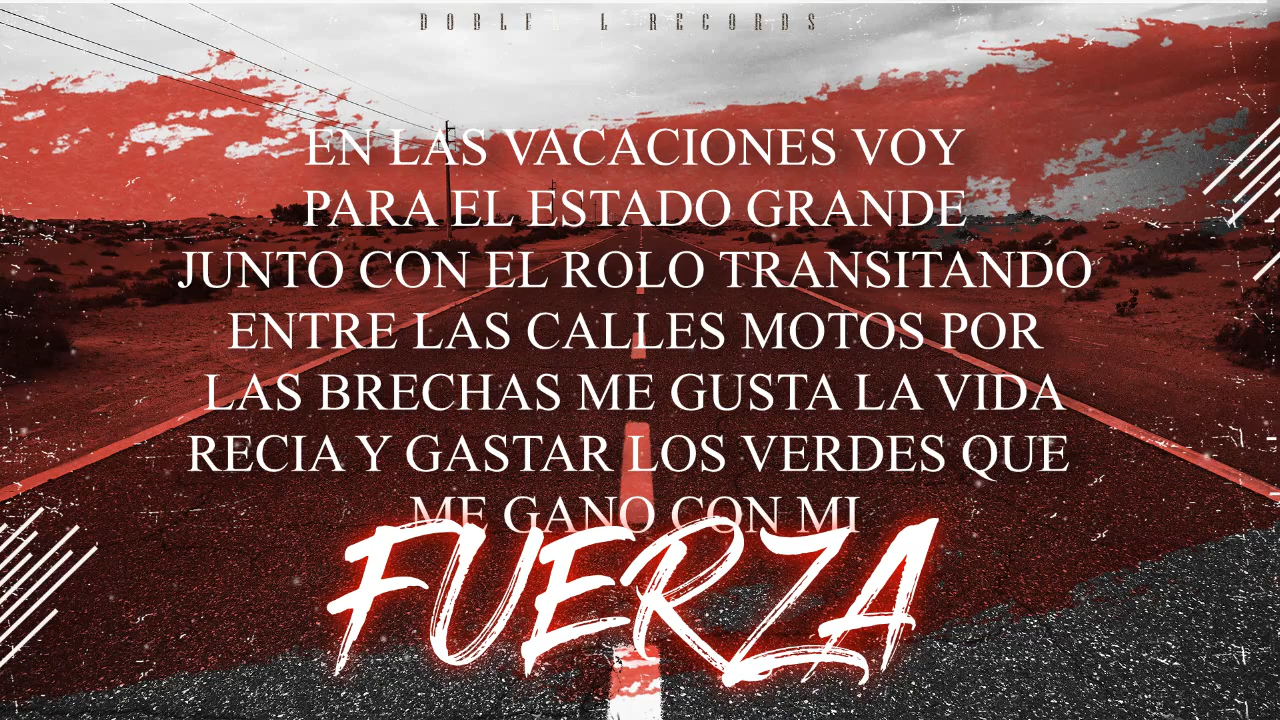 DOBLE L RECORDS
EN LAS VACACIONES VOY
PARA EL ESTADO GRANDE
JUNTO CON EL ROLO TRANSITANDO
ENTRE LAS CALLES MOTOS POR
LAS BRECHAS ME GUSTA LA VIDA
RECIA Y GASTAR LOS VERDES QUE
ME GANO CON MI
FUERZA